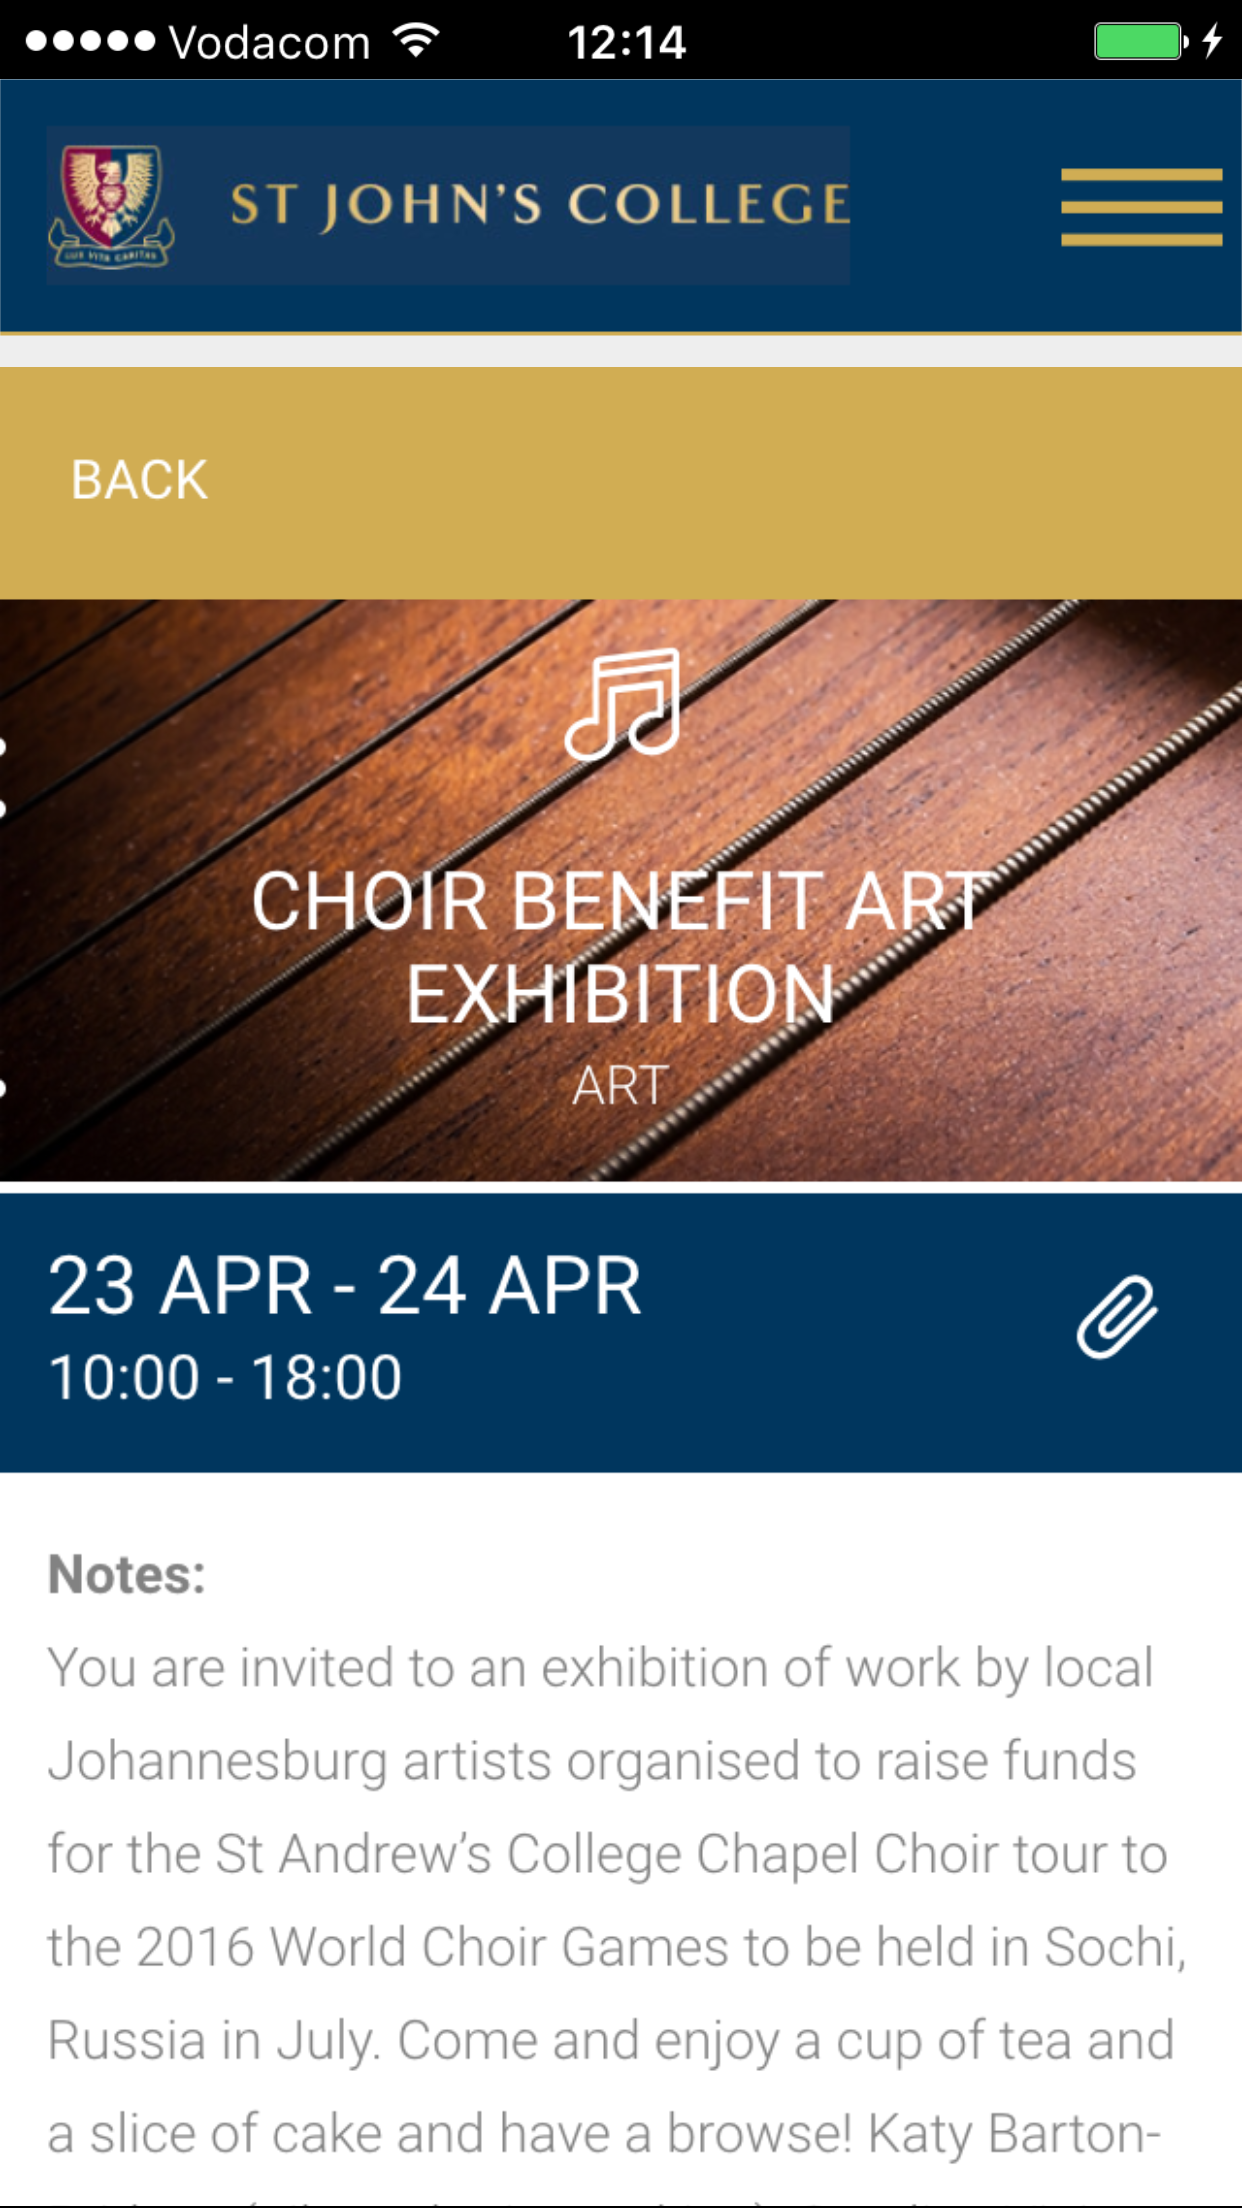 Vodacom 12:14
LUX VITA CARITAS
ST JOHN'S COLLEGE
BACK
CHOIR BENEFIT ART
EXHIBITION
ART
23 APR - 24 APR
10:00 - 18:00
Notes:
You are invited to an exhibition of work by local
Johannesburg artists organised to raise funds
for the St Andrew’s College Chapel Choir tour to
the 2016 World Choir Games to be held in Sochi,
Russia in July. Come and enjoy a cup of tea and
a slice of cake and have a browse! Katy Barton-